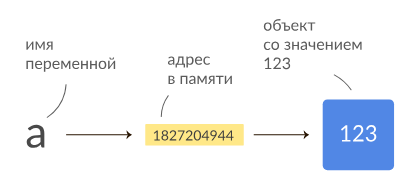 имя
переменной
адрес
в памяти
объект
со значением
123
a
1827204944
123